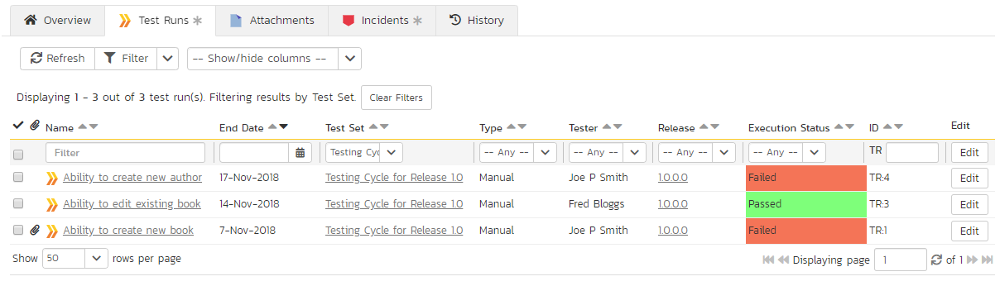 Overview Test Runs Attachments Incidents History
Refresh Filter -- Show/hide columns --
Displaying 1 - 3 out of 3 test run(s). Filtering results by Test Set. Clear Filters
Name End Date Test Set Type Tester Release Execution Status ID Edit
Filter Testing Cyc -- Any -- -- Any -- -- Any -- -- Any -- TR Edit
Ability to create new author 17-Nov-2018 Testing Cycle for Release 1.0 Manual Joe P Smith 1.0.0.0 Failed TR:4 Edit
Ability to edit existing book 14-Nov-2018 Testing Cycle for Release 1.0 Manual Fred Bloggs 1.0.0.0 Passed TR:3 Edit
Ability to create new book 7-Nov-2018 Testing Cycle for Release 1.0 Manual Joe P Smith 1.0.0.0 Failed TR:1 Edit
Show 50 rows per page Displaying page 1 of 1